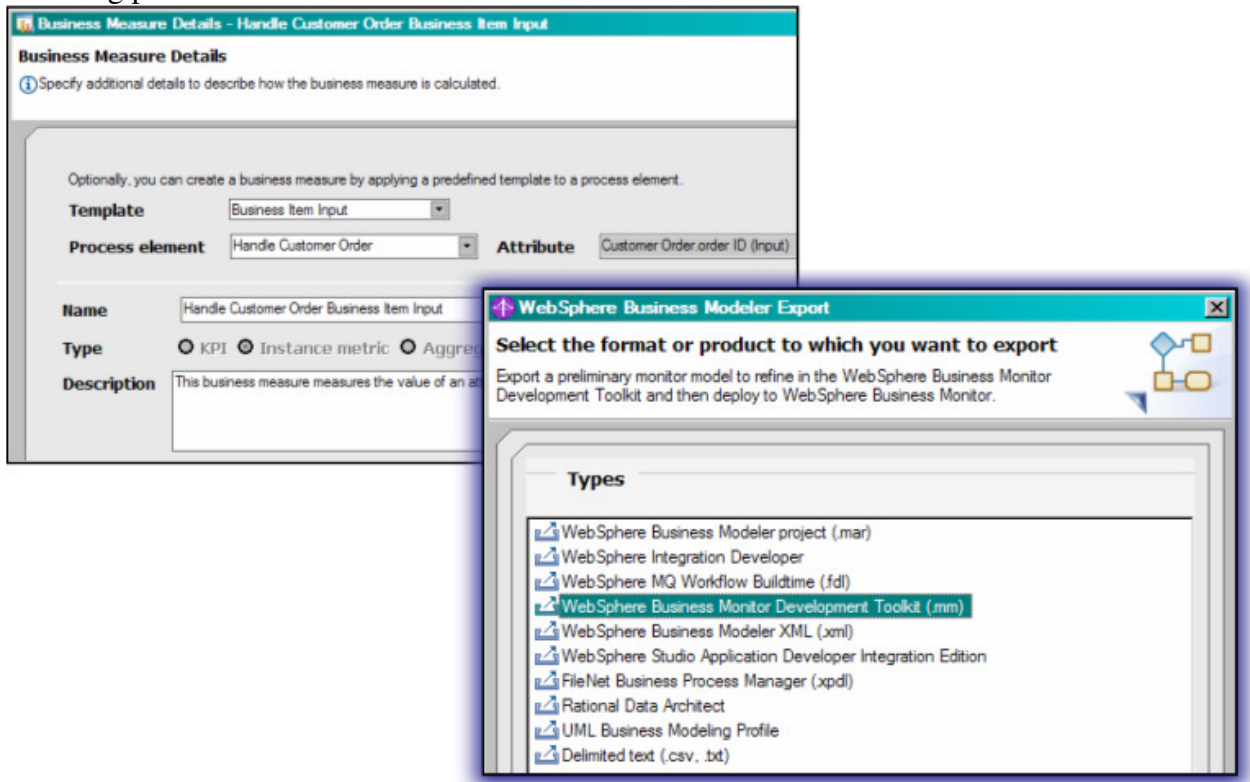 Business Measure Details - Handle Customer Order Business Item Input
Business Measure Details
Specify additional details to describe how the business measure is calculated.
Optionally, you can create a business measure by applying a predefined template to a process element.
Template Business Item Input
Process element Handle Customer Order Attribute Customer Order.order ID (Input)
Name Handle Customer Order Business Item Input
Type KPI Instance metric Aggreg
Description This business measure measures the value of an
WebSphere Business Modeler Export
Select the format or product to which you want to export
Export a preliminary monitor model to refine in the WebSphere Business Monitor
Development Toolkit and then deploy to WebSphere Business Monitor.
Types
WebSphere Business Modeler project (.mar)
WebSphere Integration Developer
WebSphere MQ Workflow Buildtime (.fdl)
WebSphere Business Monitor Development Toolkit (.mm)
WebSphere Business Modeler XML (.xml)
WebSphere Studio Application Developer Integration Edition
FileNet Business Process Manager (.xpdl)
Rational Data Architect
UML Business Modeling Profile
Delimited text (.csv, .txt)